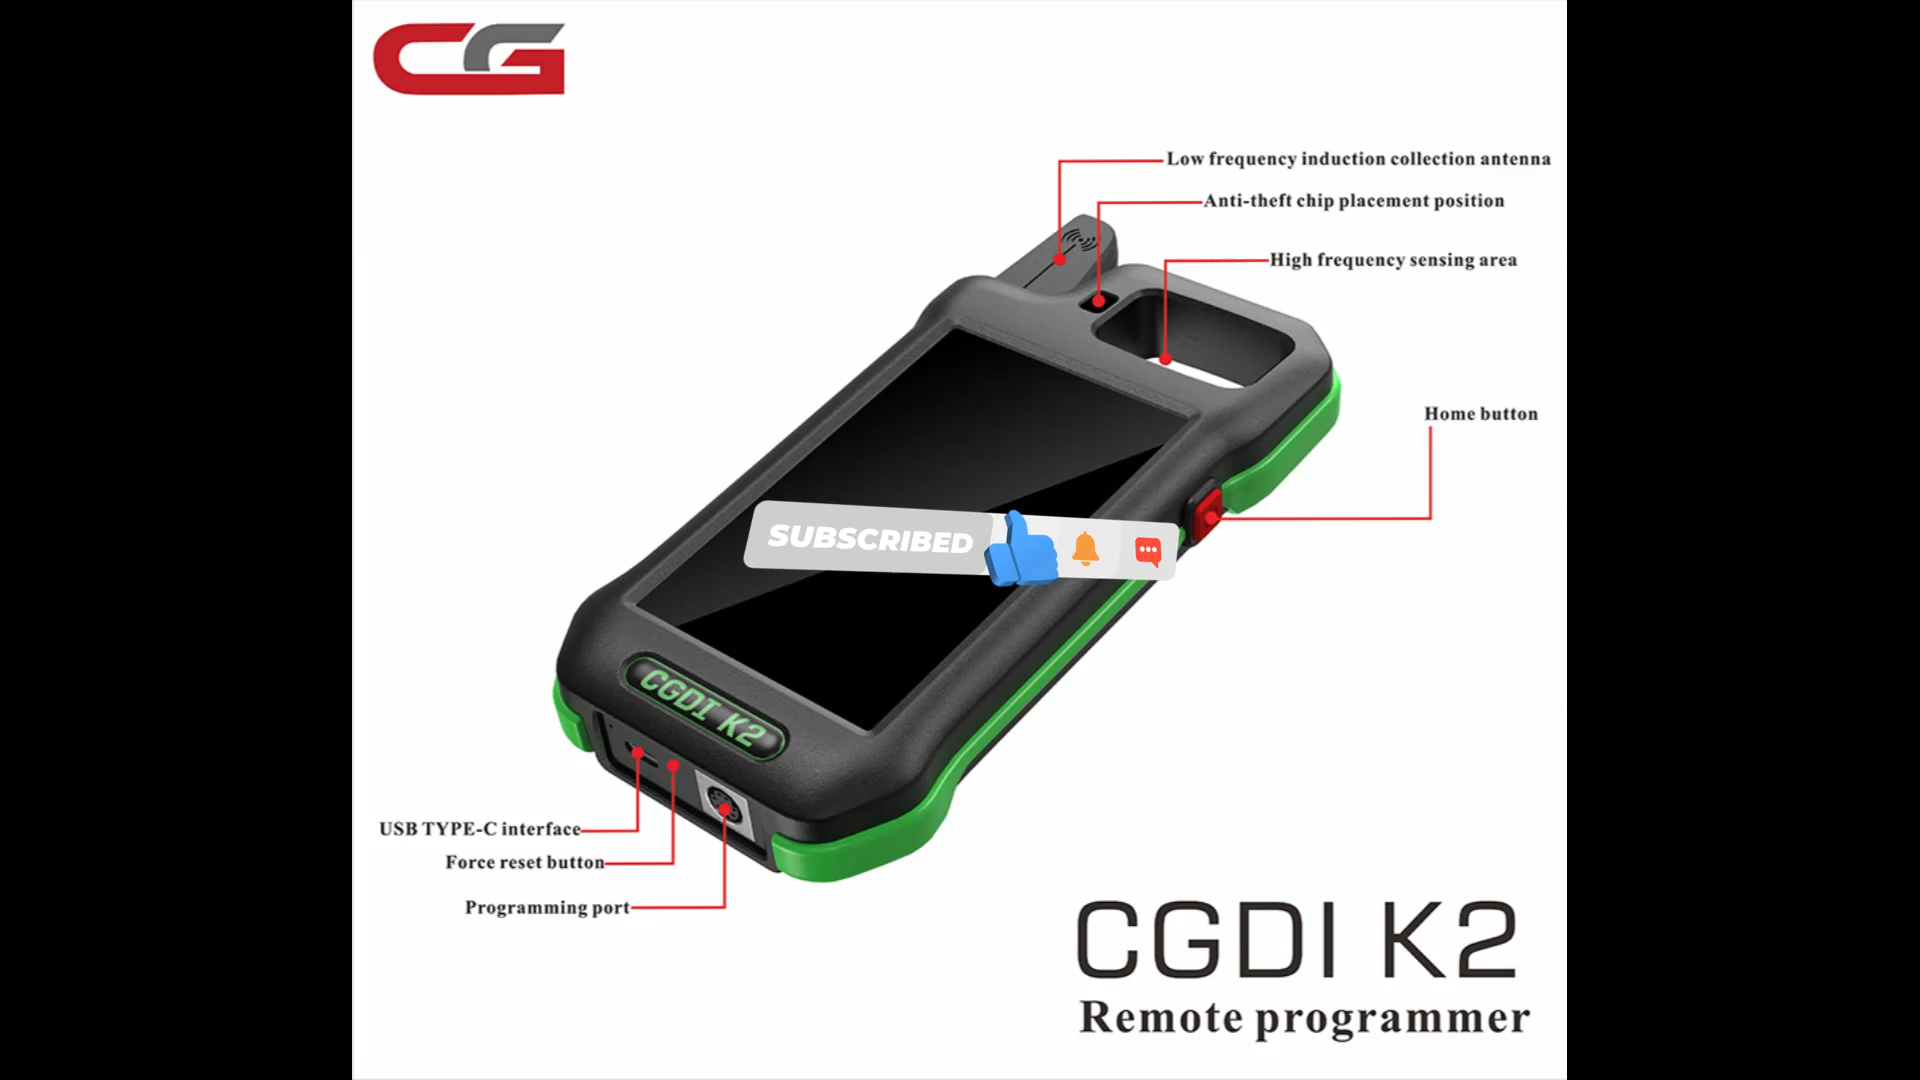 CG
Low frequency induction collection antenna
Anti-theft chip placement position
High frequency sensing area
Home button
SUBSCRIBED
CGDI K2
USB TYPE-C interface
Force reset button
Programming port
CGDI K2
Remote programmer